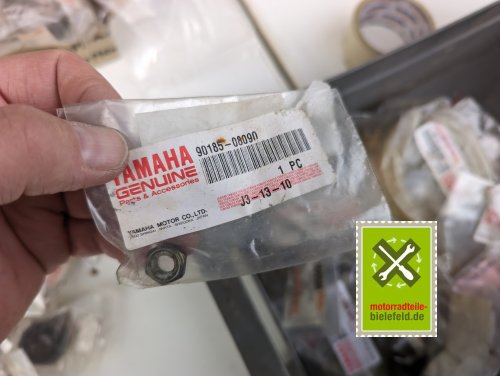 YAMAHA
GENUINE
Parts & Accessories
90185-08090
1 PC
J3-13-10
YAMAHA MOTOR CO., LTD.
motorradteile-
bielefeld.de